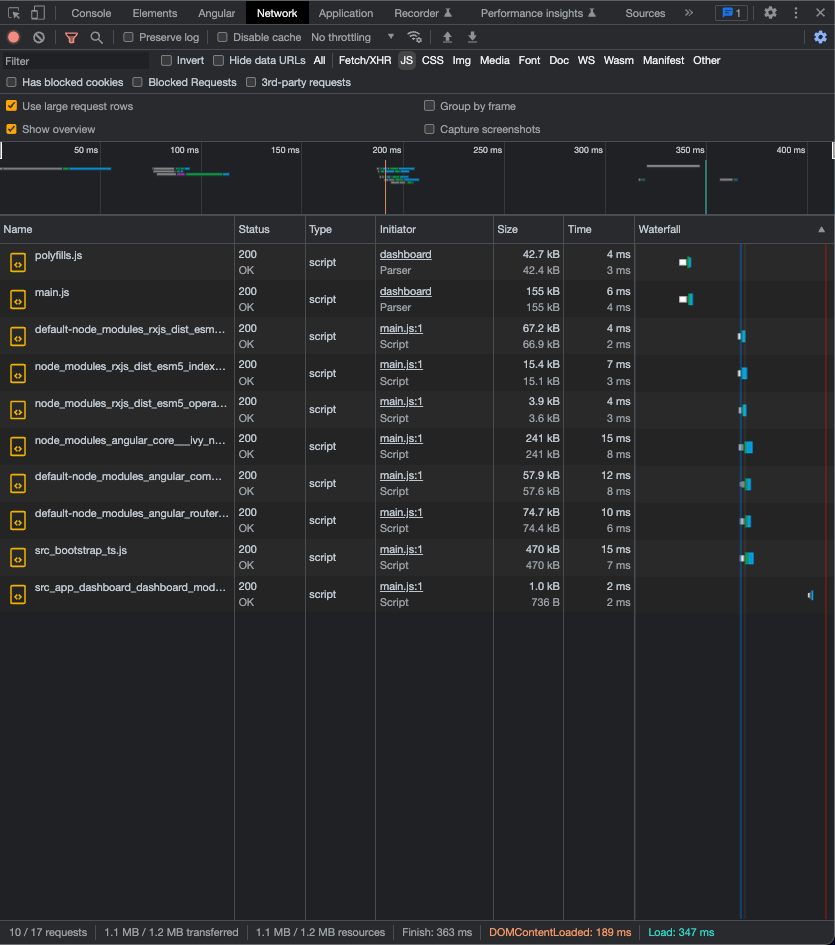 Console Elements Angular Network Application Recorder Performance insights Sources » 1
Preserve log Disable cache No throttling
Filter Invert Hide data URLs All Fetch/XHR JS CSS Img Media Font Doc WS Wasm Manifest Other
Has blocked cookies Blocked Requests 3rd-party requests
Use large request rows Group by frame
Show overview Capture screenshots
50 ms 100 ms 150 ms 200 ms 250 ms 300 ms 350 ms 400 ms
Name Status Type Initiator Size Time Waterfall
polyfills.js 200 script dashboard 42.7 kB 4 ms
OK Parser 42.4 kB 3 ms
main.js 200 script dashboard 155 kB 6 ms
OK Parser 155 kB 4 ms
default-node_modules_rxjs_dist_esm… 200 script main.js:1 67.2 kB 4 ms
OK Script 66.9 kB 2 ms
node_modules_rxjs_dist_esm5_index… 200 script main.js:1 15.4 kB 7 ms
OK Script 15.1 kB 3 ms
node_modules_rxjs_dist_esm5_opera… 200 script main.js:1 3.9 kB 4 ms
OK Script 3.6 kB 3 ms
node_modules_angular_core___ivy_n… 200 script main.js:1 241 kB 15 ms
OK Script 241 kB 8 ms
default-node_modules_angular_com… 200 script main.js:1 57.9 kB 12 ms
OK Script 57.6 kB 8 ms
default-node_modules_angular_router… 200 script main.js:1 74.7 kB 10 ms
OK Script 74.4 kB 6 ms
src_bootstrap_ts.js 200 script main.js:1 470 kB 15 ms
OK Script 470 kB 7 ms
src_app_dashboard_dashboard_mod… 200 script main.js:1 1.0 kB 2 ms
OK Script 736 B 2 ms
10 / 17 requests 1.1 MB / 1.2 MB transferred 1.1 MB / 1.2 MB resources Finish: 363 ms DOMContentLoaded: 189 ms Load: 347 ms